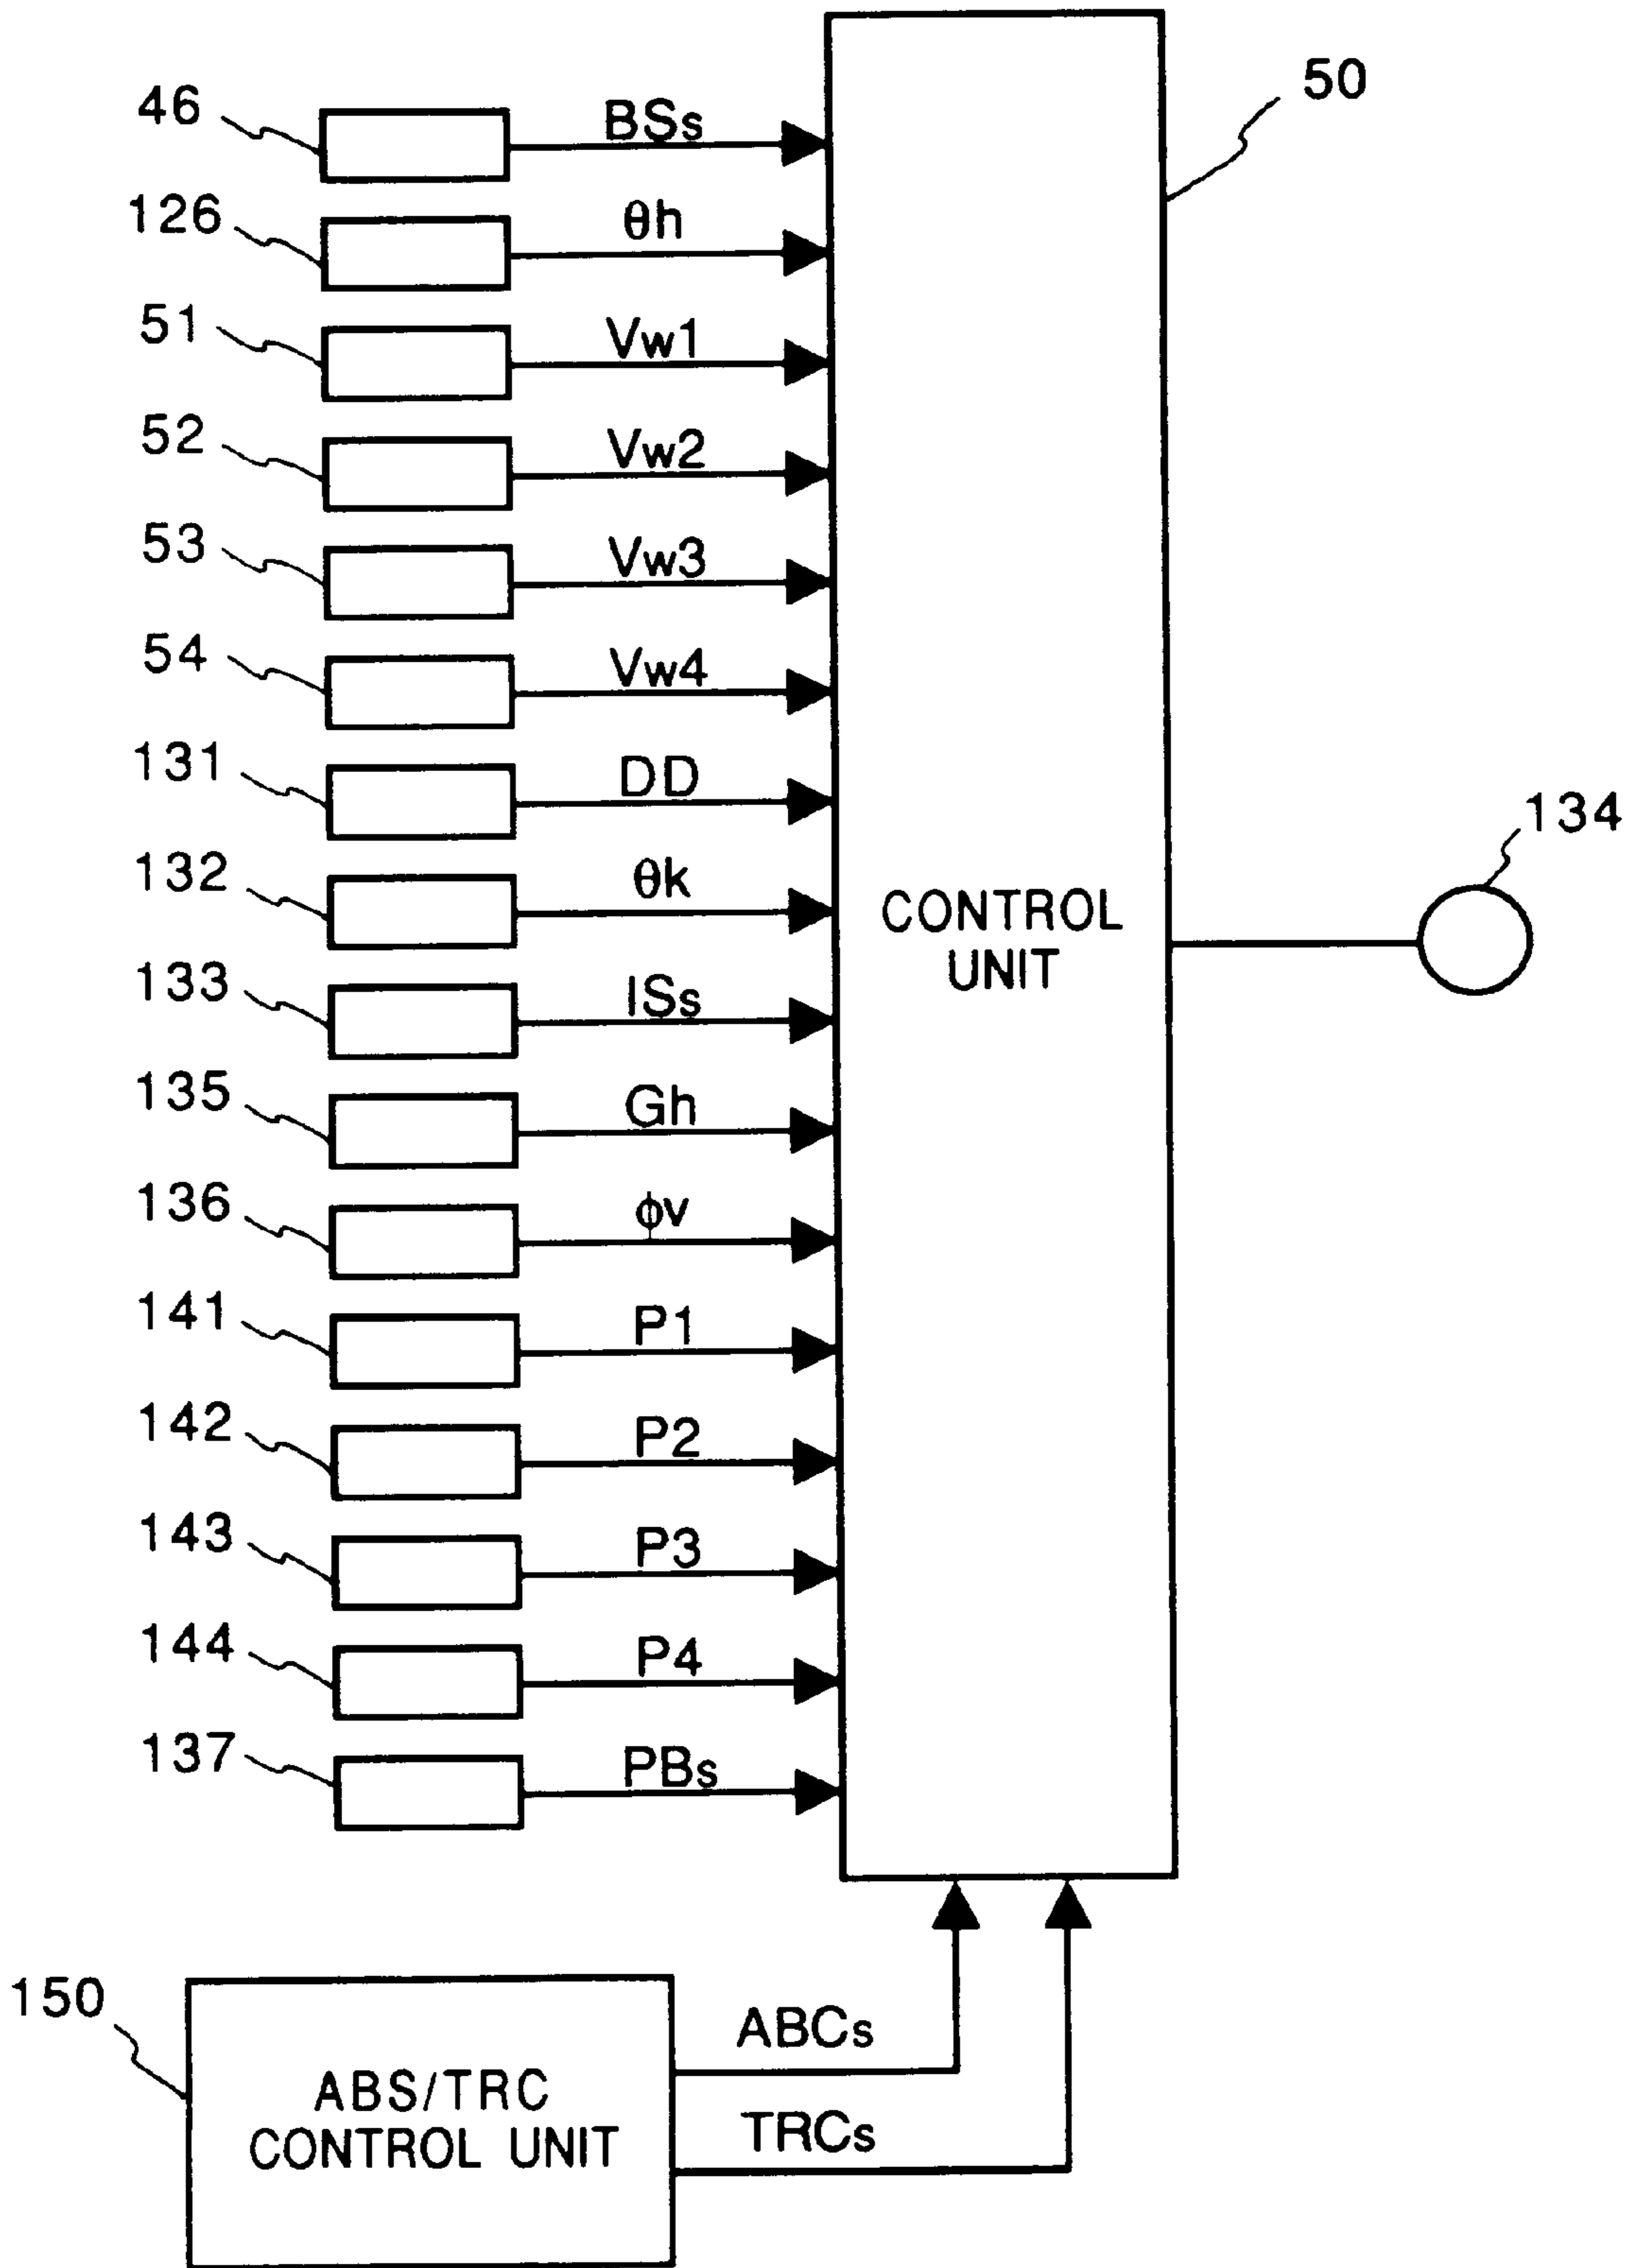 50
46 BSs
126 θh
51 Vw1
52 Vw2
53 Vw3
54 Vw4
131 DD
134
132 θk
CONTROL
UNIT
133 ISs
135 Gh
136 ϕv
141 P1
142 P2
143 P3
144 P4
137 PBs
150
ABCs
ABS/TRC
CONTROL UNIT
TRCs